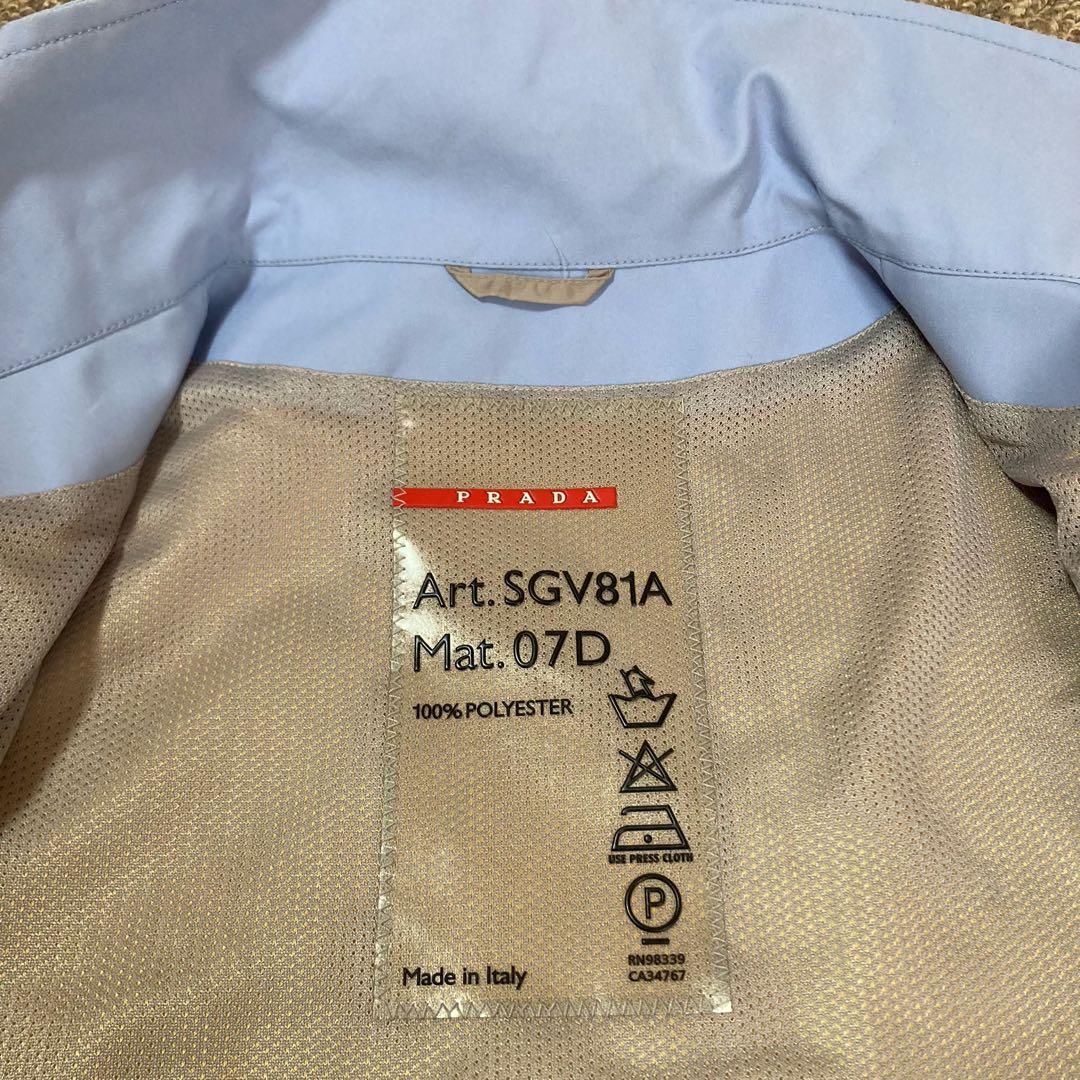 PRADA
Art. SGV81A
Mat. 07D
100% POLYESTER
USE PRESS CLOTH
P
RN98339
CA34767
Made in Italy